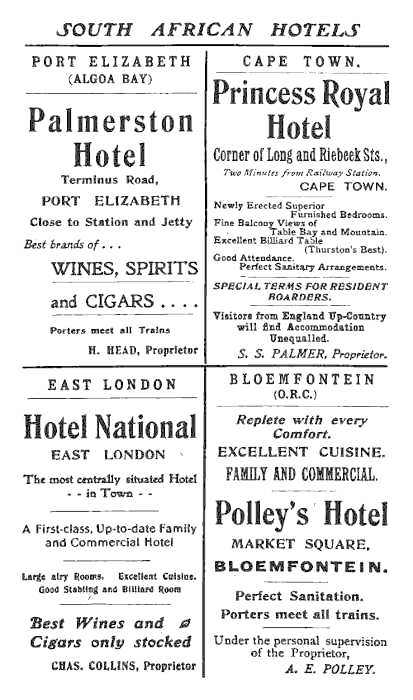 SOUTH AFRICAN HOTELS
PORT ELIZABETH
(ALGOA BAY)
Palmerston
Hotel
Terminus Road,
PORT ELIZABETH
Close to Station and Jetty
Best brands of . . .
WINES, SPIRITS
and CIGARS . . . .
Porters meet all Trains
H. HEAD, Proprietor
CAPE TOWN.
Princess Royal
Hotel
Corner of Long and Riebeek Sts.,
Two Minutes from Railway Station.
CAPE TOWN.
Newly Erected Superior
Furnished Bedrooms.
Fine Balcony Views of
Table Bay and Mountain.
Excellent Billiard Table
(Thurston's Best).
Good Attendance.
Perfect Sanitary Arrangements.
SPECIAL TERMS FOR RESIDENT
BOARDERS.
Visitors from England Up-Country
will find Accommodation
Unequalled.
S. S. PALMER, Proprietor.
EAST LONDON
Hotel National
EAST LONDON
The most centrally situated Hotel
- - in Town - -
A First-class, Up-to-date Family
and Commercial Hotel
Large airy Rooms. Excellent Cuisine.
Good Stabling and Billiard Room
Best Wines and
Cigars only stocked
CHAS. COLLINS, Proprietor
BLOEMFONTEIN
(O.R.C.)
Replete with every
Comfort.
EXCELLENT CUISINE.
FAMILY AND COMMERCIAL.
Polley's Hotel
MARKET SQUARE,
BLOEMFONTEIN.
Perfect Sanitation.
Porters meet all trains.
Under the personal supervision
of the Proprietor,
A. E. POLLEY.